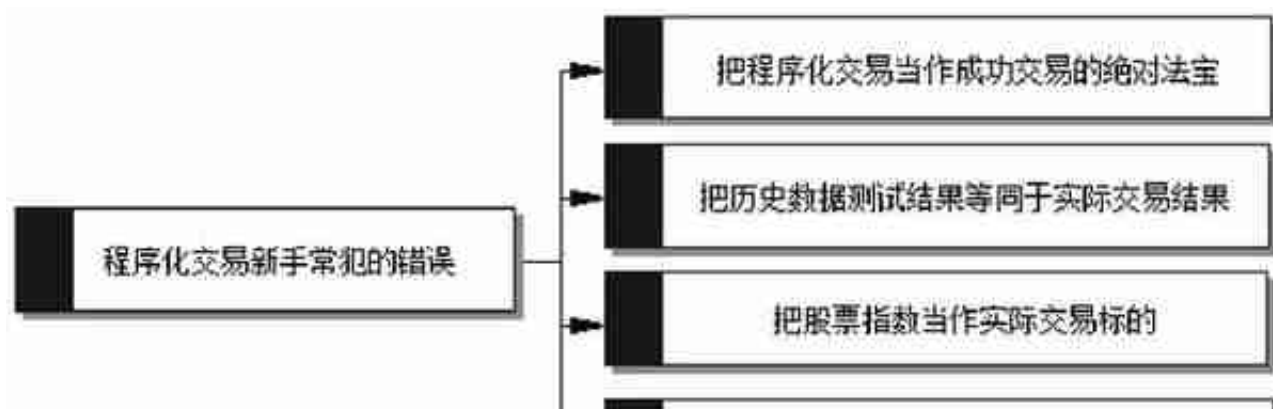 把程序化交易当作成功交易的绝对法宝
把历史数据测试结果等同于实际交易结果
程序化交易新手常犯的错误
把股票指数当作实际交易标的